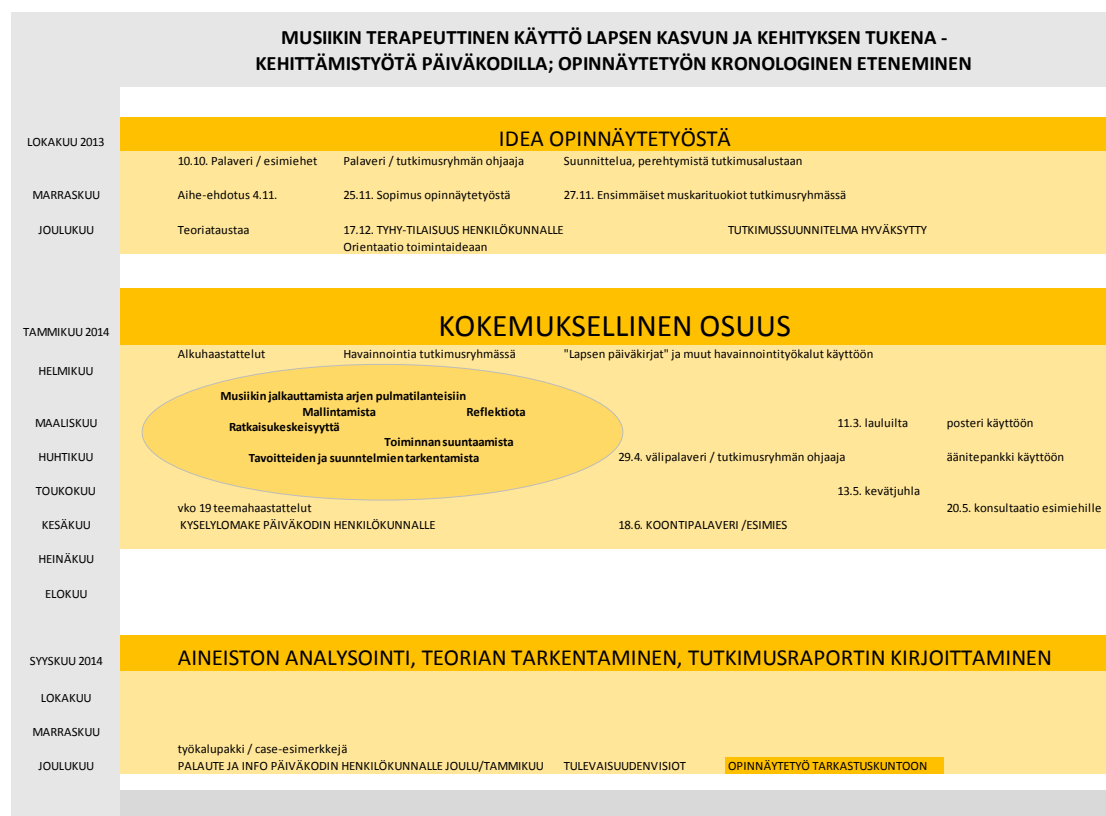 MUSIIKIN TERAPEUTTINEN KÄYTTÖ LAPSEN KASVUN JA KEHITYKSEN TUKENA -
KEHITTÄMISTYÖTÄ PÄIVÄKODILLA; OPINNÄYTETYÖN KRONOLOGINEN ETENEMINEN
LOKAKUU 2013 IDEA OPINNÄYTETYÖSTÄ
10.10. Palaveri / esimiehet Palaveri / tutkimusryhmän ohjaaja Suunnittelua, perehtymistä tutkimusalustaan
MARRASKUU Aihe-ehdotus 4.11. 25.11. Sopimus opinnäytetyöstä 27.11. Ensimmäiset muskarituokiot tutkimusryhmässä
JOULUKUU Teoriataustaa 17.12. TYHY-TILAISUUS HENKILÖKUNNALLE TUTKIMUSSUUNNITELMA HYVÄKSYTTY
Orientaatio toimintaideaan
TAMMIKUU 2014 KOKEMUKSELLINEN OSUUS
Alkuhaastattelut Havainnointia tutkimusryhmässä "Lapsen päiväkirjat" ja muut havainnointityökalut käyttöön
HELMIKUU
Musiikin jalkauttamista arjen pulmatilanteisiin
Mallintamista Reflektiota
MAALISKUU 11.3. lauluilta posteri käyttöön
Ratkaisukeskeisyyttä
Toiminnan suuntaamista
HUHTIKUU Tavoitteiden ja suunntelmien tarkentamista 29.4. välipalaveri / tutkimusryhmän ohjaaja äänitepankki käyttöön
TOUKOKUU 13.5. kevätjuhla
vko 19 teemahaastattelut 20.5. konsultaatio esimiehille
KESÄKUU KYSELYLOMAKE PÄIVÄKODIN HENKILÖKUNNALLE 18.6. KOONTIPALAVERI /ESIMIES
HEINÄKUU
ELOKUU
SYYSKUU 2014 AINEISTON ANALYSOINTI, TEORIAN TARKENTAMINEN, TUTKIMUSRAPORTIN KIRJOITTAMINEN
LOKAKUU
MARRASKUU
työkalupakki / case-esimerkkejä
JOULUKUU PALAUTE JA INFO PÄIVÄKODIN HENKILÖKUNNALLE JOULU/TAMMIKUU TULEVAISUUDENVISIOT OPINNÄYTETYÖ TARKASTUSKUNTOON